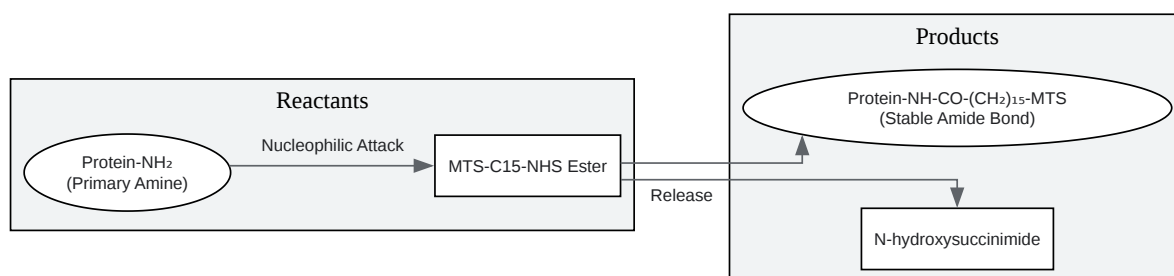 Reactants
Protein-NH₂
(Primary Amine)
Nucleophilic Attack
MTS-C15-NHS Ester
Release
Products
Protein-NH-CO-(CH₂)₁₅-MTS
(Stable Amide Bond)
N-hydroxysuccinimide